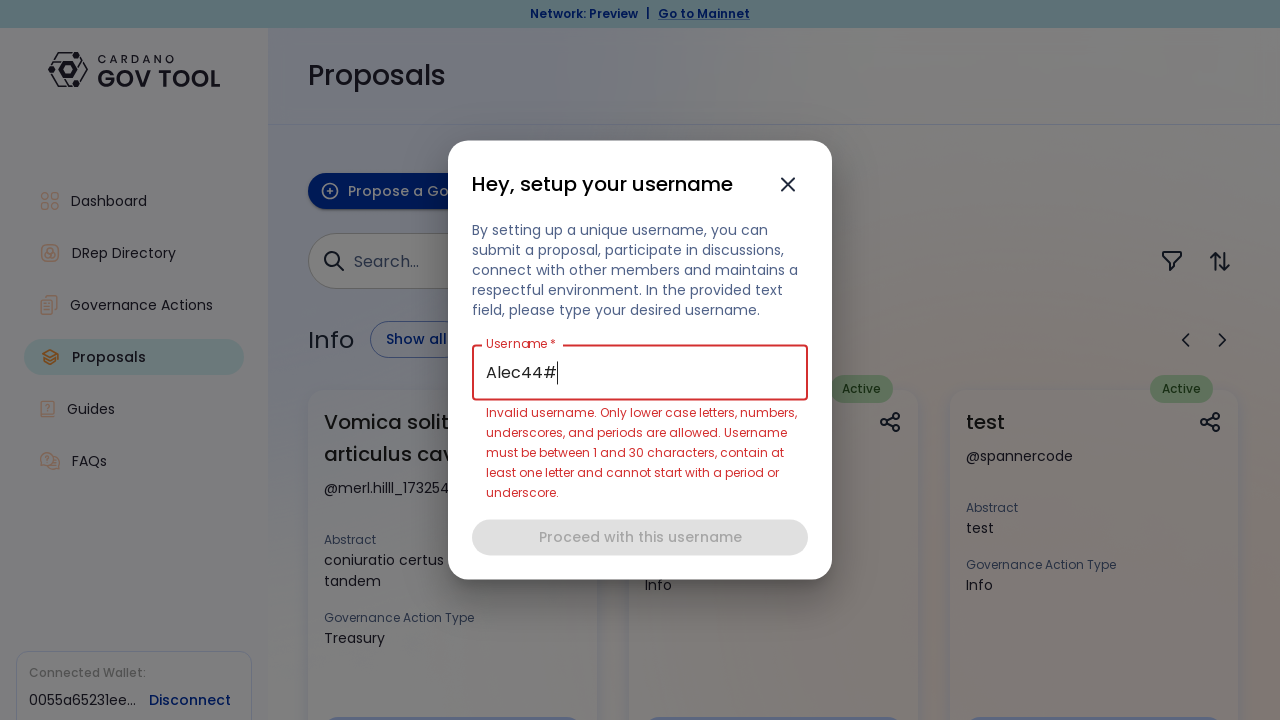 Network: Preview | Go to Mainnet
CARDANO
GOV TOOL
Proposals
Dashboard
DRep Directory
Governance Actions
Proposals
Guides
FAQs
Connected Wallet:
0055a65231ee... Disconnect
Propose a Go
Search...
Info
Show all
Hey, setup your username
By setting up a unique username, you can
submit a proposal, participate in discussions,
connect with other members and maintains a
respectful environment. In the provided text
field, please type your desired username.
Username *
Alec44#
Invalid username. Only lower case letters, numbers,
underscores, and periods are allowed. Username
must be between 1 and 30 characters, contain at
least one letter and cannot start with a period or
underscore.
Proceed with this username
Vomica solit
articulus cav
@merl.hilll_173254
Abstract
coniuratio certus
tandem
Governance Action Type
Treasury
Active
Info
Active
test
@spannercode
Abstract
test
Governance Action Type
Info